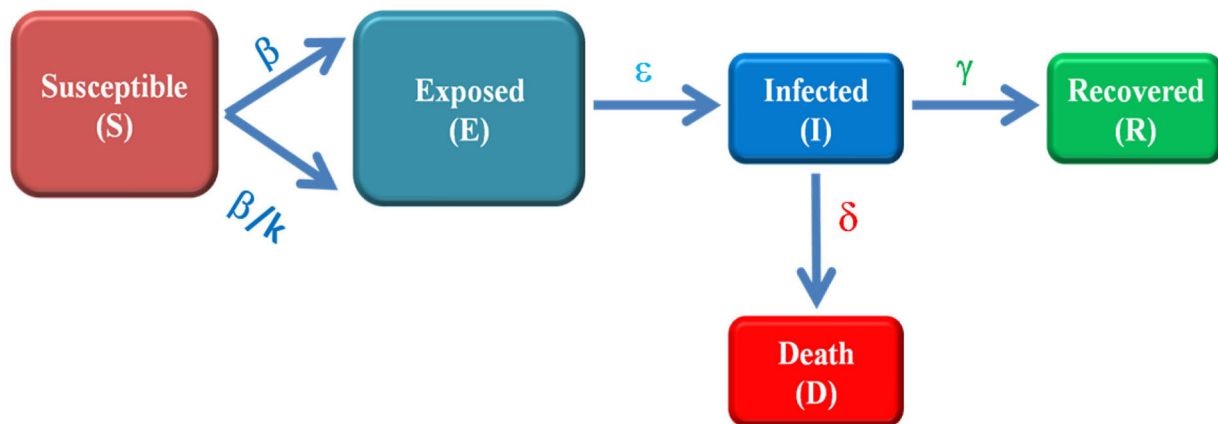 Susceptible
(S)
β
β/k
Exposed
(E)
ε
Infected
(I)
γ
Recovered
(R)
δ
Death
(D)